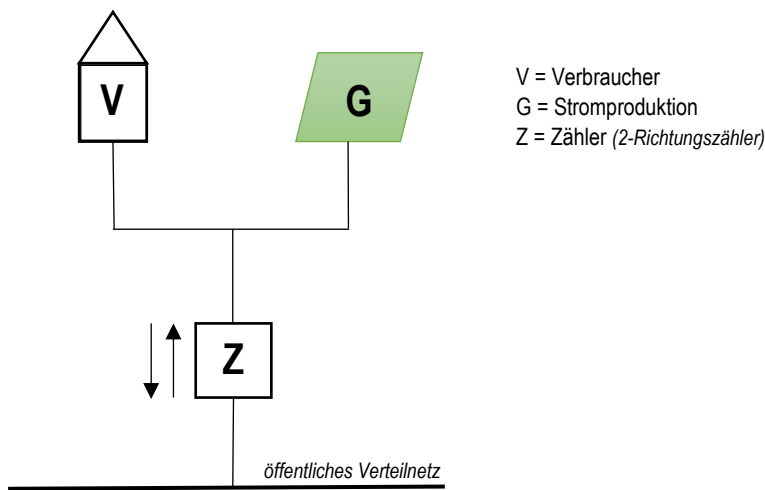 V
G
V = Verbraucher
G = Stromproduktion
Z = Zähler (2-Richtungszähler)
Z
öffentliches Verteilnetz